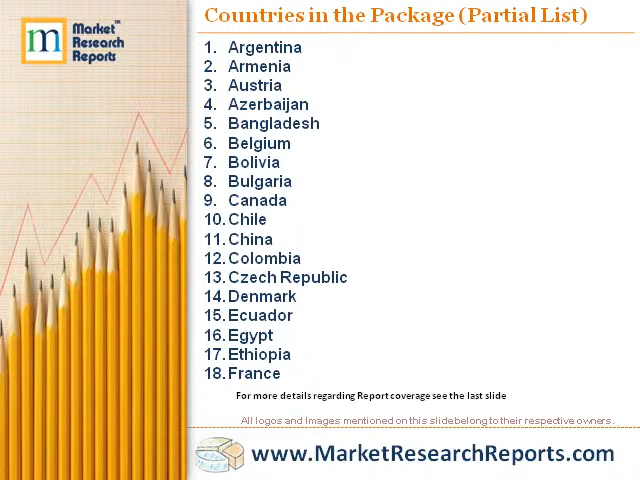 Countries in the Package (Partial List)
m
Market
Research
Reports
TM
1. Argentina
2. Armenia
3. Austria
4. Azerbaijan
5. Bangladesh
6. Belgium
7. Bolivia
8. Bulgaria
9. Canada
10. Chile
11. China
12. Colombia
13. Czech Republic
14. Denmark
15. Ecuador
16. Egypt
17. Ethiopia
18. France
For more details regarding Report coverage see the last slide
All logos and Images mentioned on this slide belong to their respective owners.
www.MarketResearchReports.com